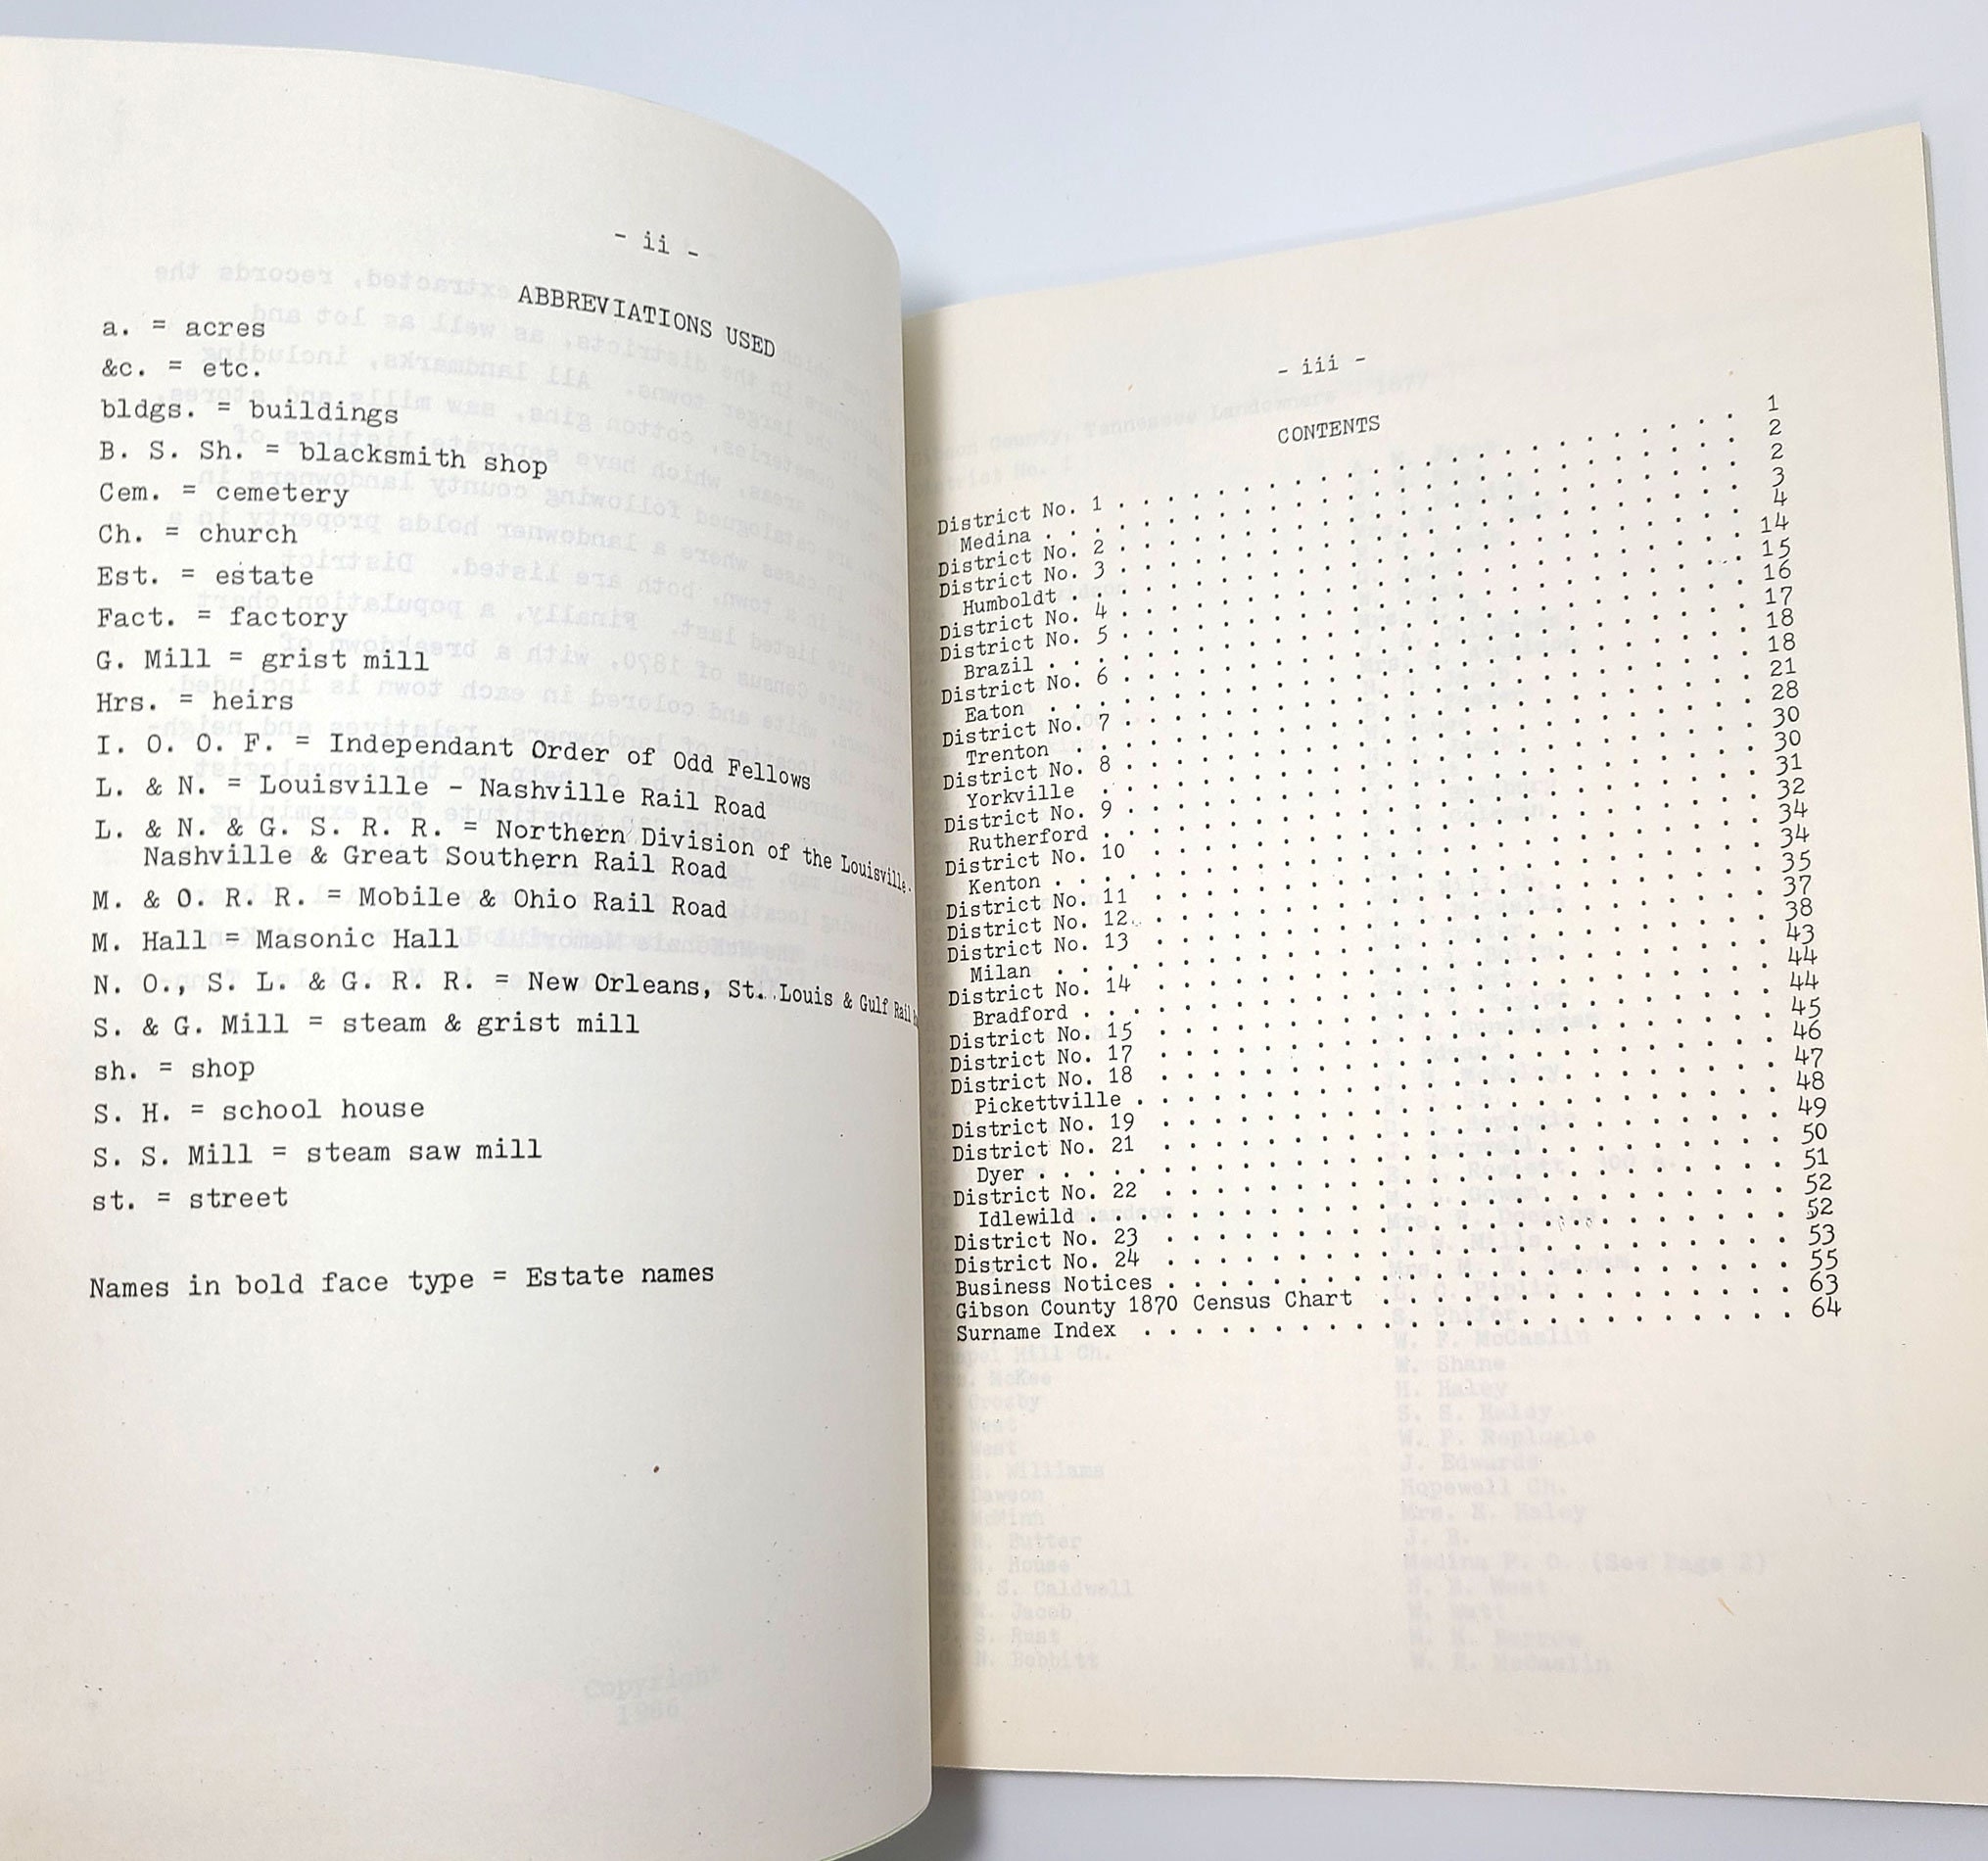 - ii -
ABBREVIATIONS USED
a. = acres
&c. = etc.
bldgs. = buildings
B. S. Sh. = blacksmith shop
Cem. = cemetery
Ch. = church
Est. = estate
Fact. = factory
G. Mill = grist mill
Hrs. = heirs
I. O. O. F. = Independant Order of Odd Fellows
L. & N. = Louisville - Nashville Rail Road
L. & N. & G. S. R. R. = Northern Division of the Louisville,
Nashville & Great Southern Rail Road
M. & O. R. R. = Mobile & Ohio Rail Road
M. Hall = Masonic Hall
N. O., S. L. & G. R. R. = New Orleans, St. Louis & Gulf Rail
S. & G. Mill = steam & grist mill
sh. = shop
S. H. = school house
S. S. Mill = steam saw mill
st. = street
Names in bold face type = Estate names
- iii -
CONTENTS
District No. 1 . . . . . . . . . . 1
Medina . . . . . . . . . . 2
District No. 2 . . . . . . . . . . 2
District No. 3 . . . . . . . . . . 3
Humboldt . . . . . . . . . . 4
District No. 4 . . . . . . . . . . 14
District No. 5 . . . . . . . . . . 15
Brazil . . . . . . . . . . 16
District No. 6 . . . . . . . . . . 17
Eaton . . . . . . . . . . 18
District No. 7 . . . . . . . . . . 18
Trenton . . . . . . . . . . 21
District No. 8 . . . . . . . . . . 28
Yorkville . . . . . . . . . . 30
District No. 9 . . . . . . . . . . 30
Rutherford . . . . . . . . . . 31
District No. 10 . . . . . . . . . . 32
Kenton . . . . . . . . . . 34
District No. 11 . . . . . . . . . . 34
District No. 12 . . . . . . . . . . 35
District No. 13 . . . . . . . . . . 37
Milan . . . . . . . . . . 38
District No. 14 . . . . . . . . . . 43
Bradford . . . . . . . . . . 44
District No. 15 . . . . . . . . . . 44
District No. 17 . . . . . . . . . . 45
District No. 18 . . . . . . . . . . 46
Pickettville . . . . . . . . . . 47
District No. 19 . . . . . . . . . . 48
District No. 21 . . . . . . . . . . 49
Dyer . . . . . . . . . . 50
District No. 22 . . . . . . . . . . 51
Idlewild . . . . . . . . . . 52
District No. 23 . . . . . . . . . . 52
District No. 24 . . . . . . . . . . 53
Business Notices . . . . . . . . . . 55
Gibson County 1870 Census Chart . . . . . . . . . . 63
Surname Index . . . . . . . . . . 64